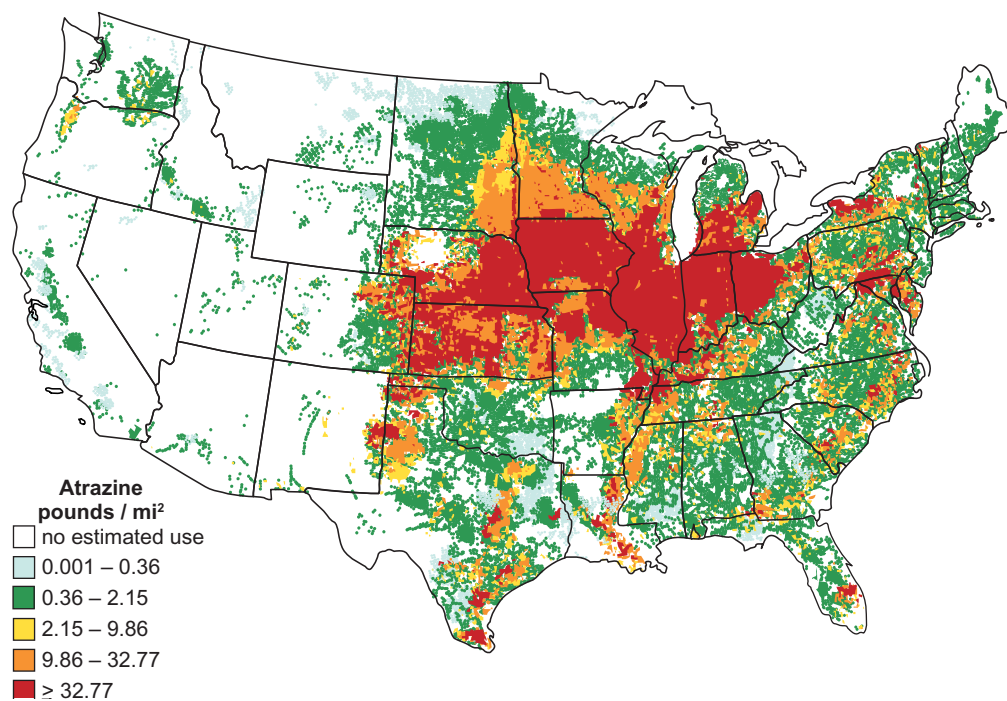 Atrazine
pounds / mi²
no estimated use
0.001 – 0.36
0.36 – 2.15
2.15 – 9.86
9.86 – 32.77
≥ 32.77